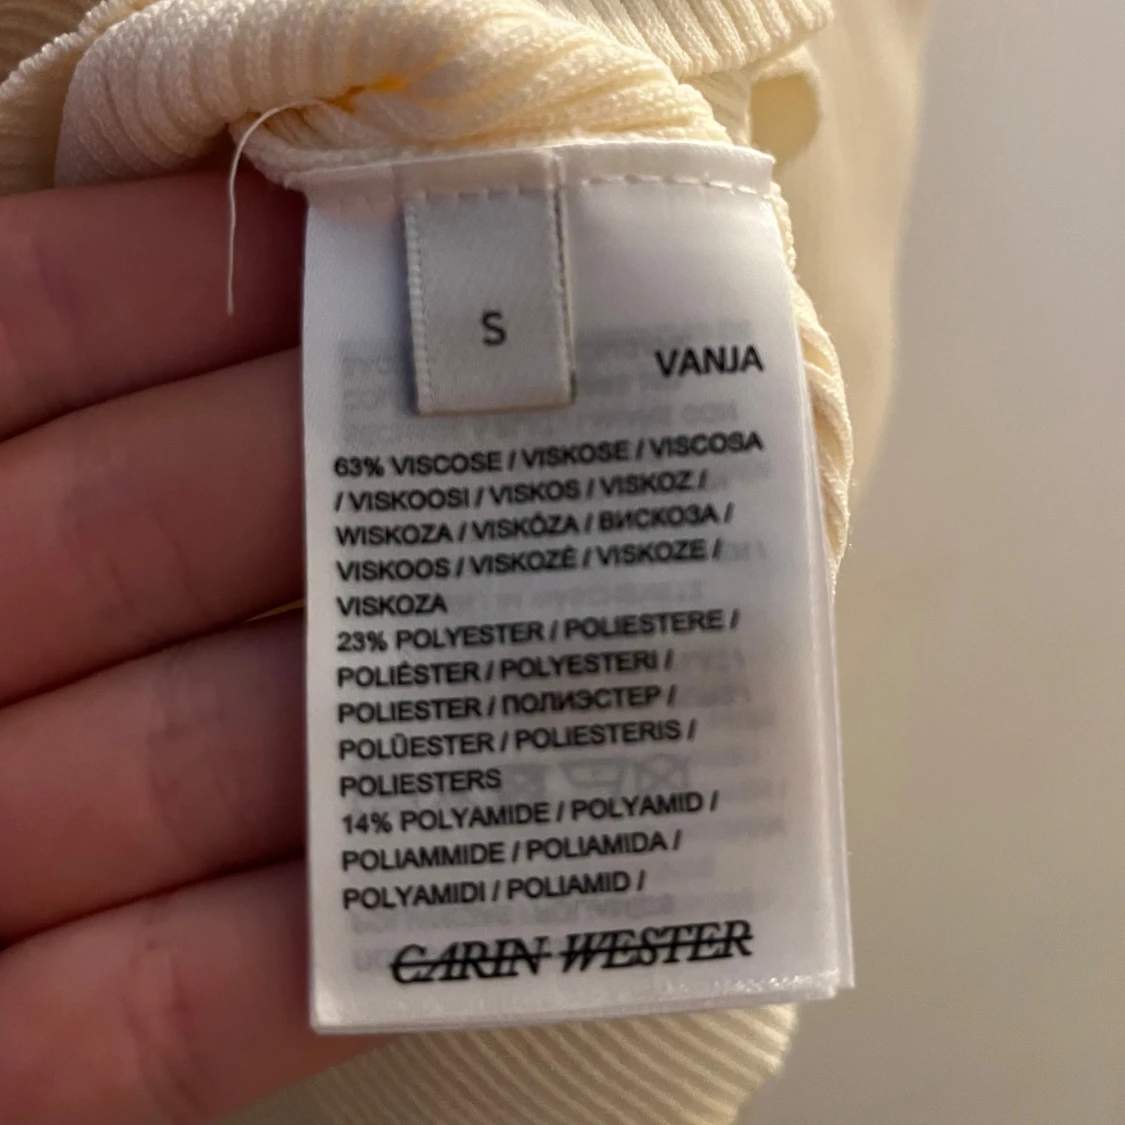 S
VANJA
63% VISCOSE / VISKOSE / VISCOSA
/ VISKOOSI / VISKOS / VISKOZ /
WISKOZA / VISKÓZA / ВИСКОЗА /
VISKOOS / VISKOZĖ / VISKOZE /
VISKOZA
23% POLYESTER / POLIESTERE /
POLIÉSTER / POLYESTERI /
POLIESTER / ПОЛИЭСТЕР /
POLÜESTER / POLIESTERIS /
POLIESTERS
14% POLYAMIDE / POLYAMID /
POLIAMMIDE / POLIAMIDA /
POLYAMIDI / POLIAMID /
CARIN WESTER